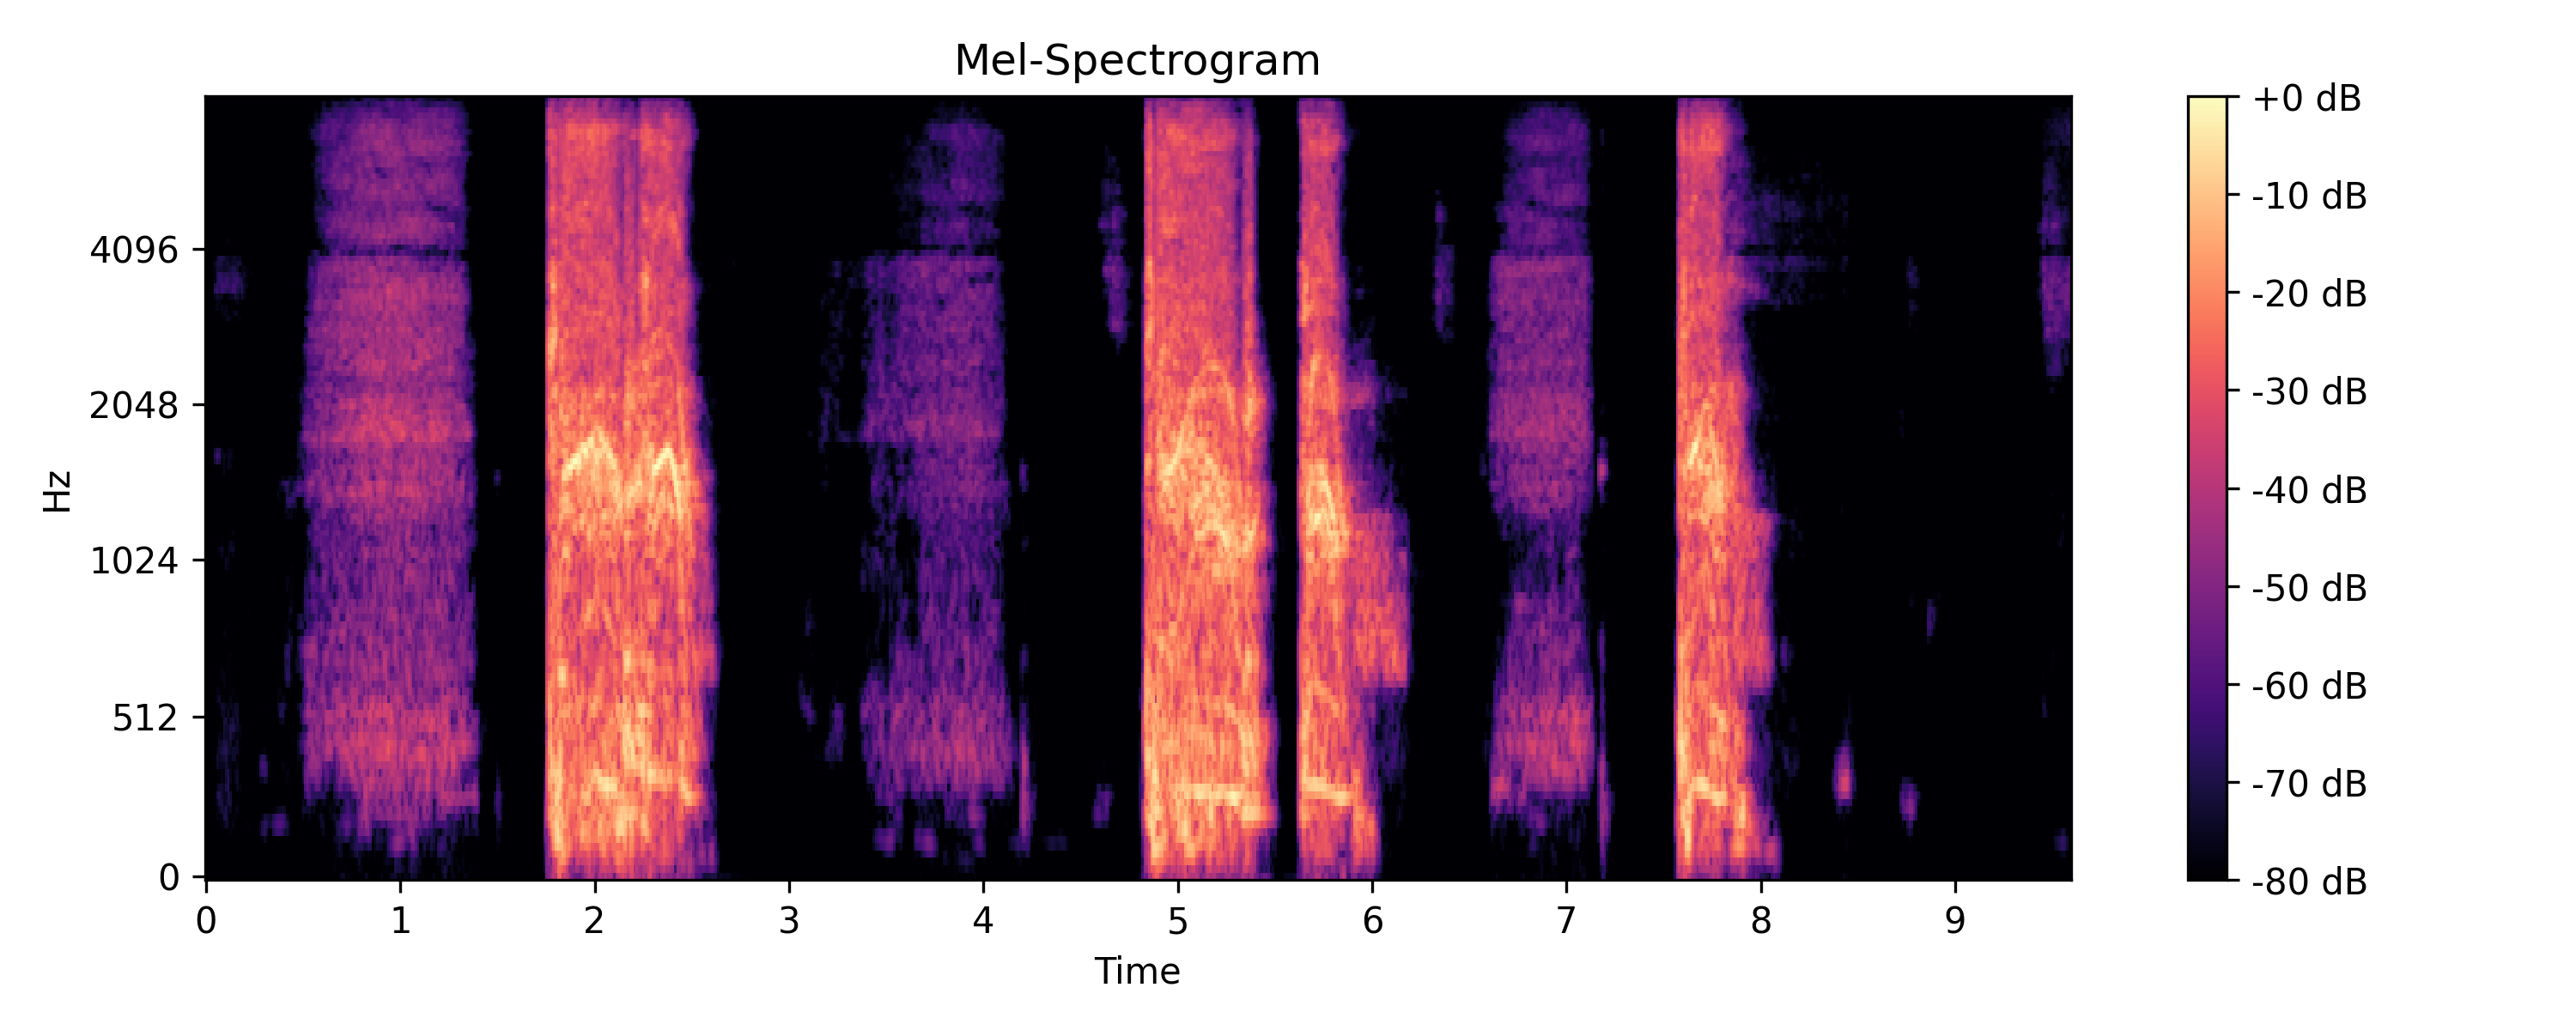 Mel-Spectrogram
+0 dB
-10 dB
4096
-20 dB
-30 dB
2048
-40 dB
Hz
1024
-50 dB
512
-60 dB
-70 dB
0
-80 dB
0 1 2 3 4 5 6 7 8 9
Time